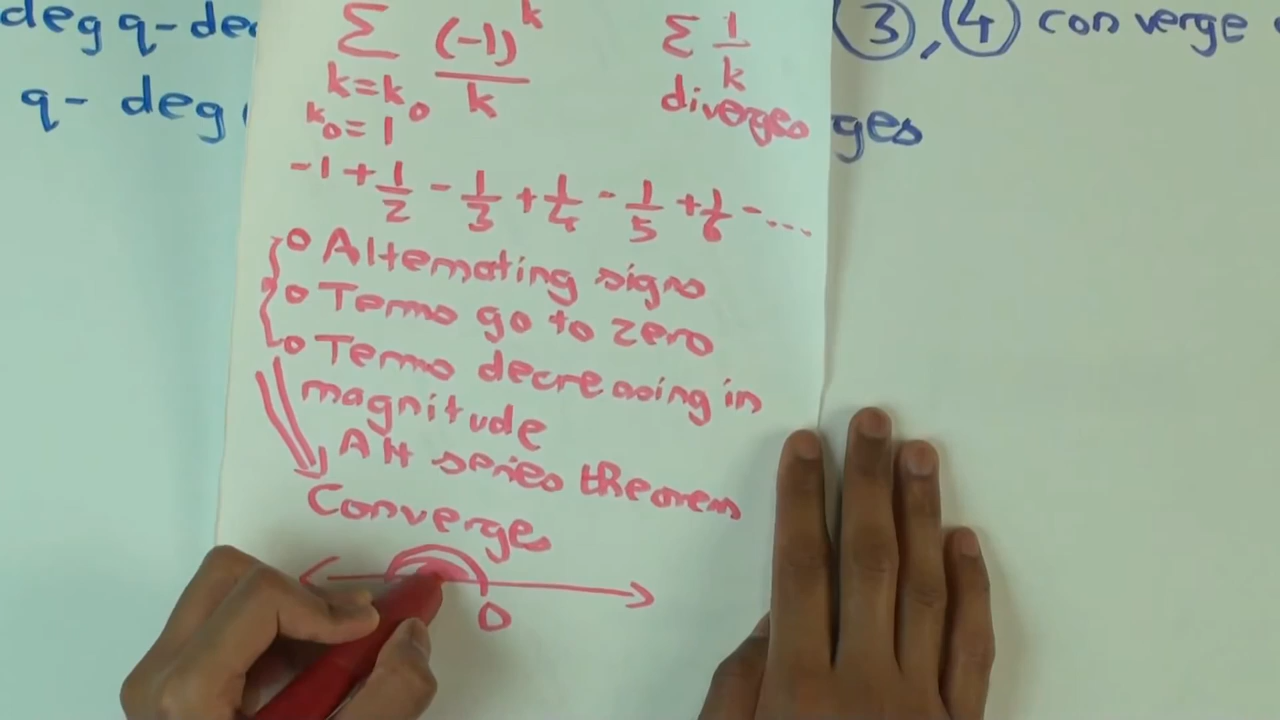 deg q - de
q - deg
∑ (-1)^k / k
k=k₀
k₀=1
∑ 1/k
diverges
③, ④ converge
ges
-1 + 1/2 - 1/3 + 1/4 - 1/5 + 1/6 - ...
o Alternating signs
o Terms go to zero
o Terms decreasing in
magnitude
Alt series theorem
Converges
0